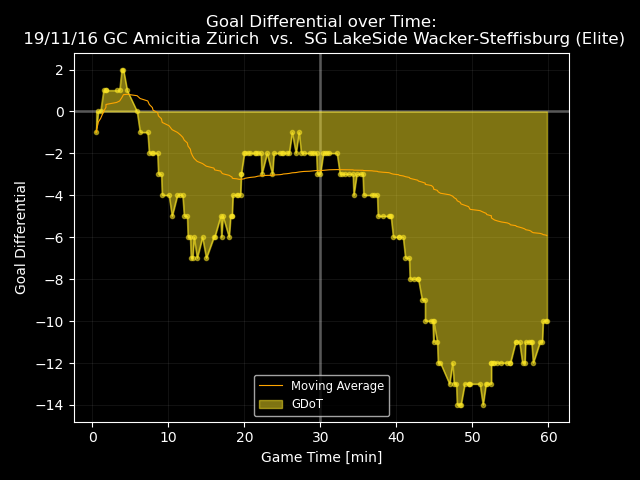 Goal Differential over Time:
19/11/16 GC Amicitia Zürich  vs.  SG LakeSide Wacker-Steffisburg (Elite)
Goal Differential
2
0
−2
−4
−6
−8
−10
−12
−14
Moving Average
GDoT
0 10 20 30 40 50 60
Game Time [min]